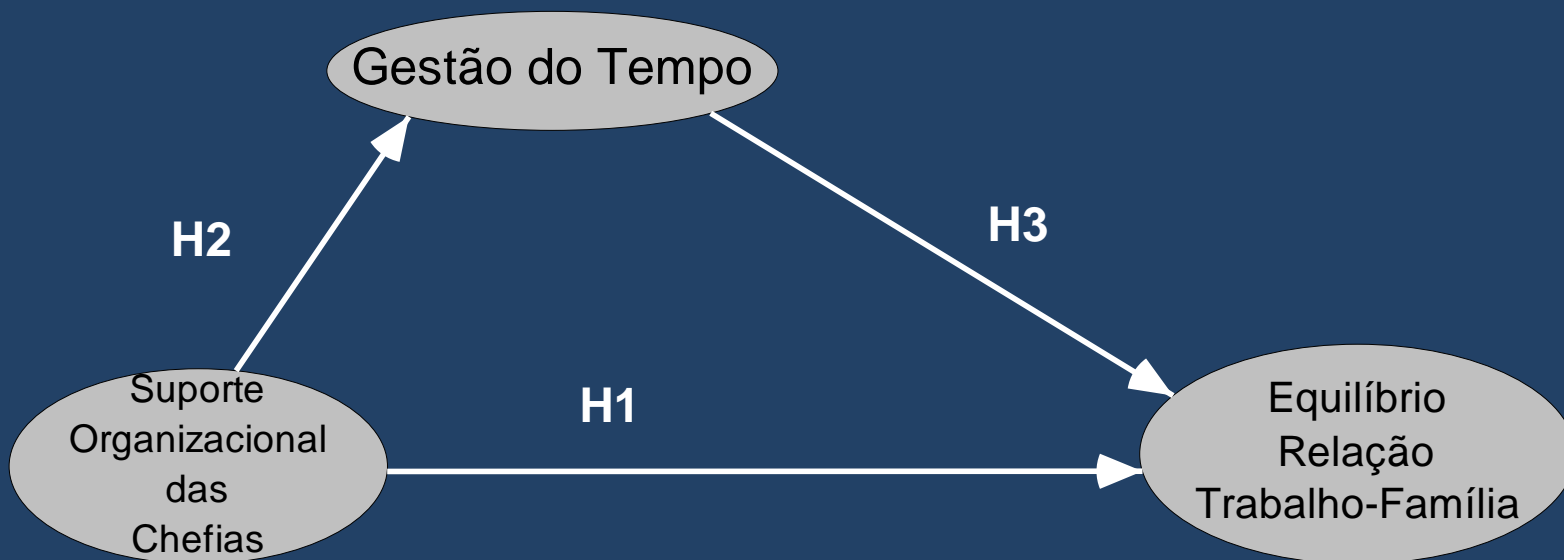 Gestão do Tempo
H2
H3
H1
Suporte
Organizacional
das
Chefias
Equilíbrio
Relação
Trabalho-Família